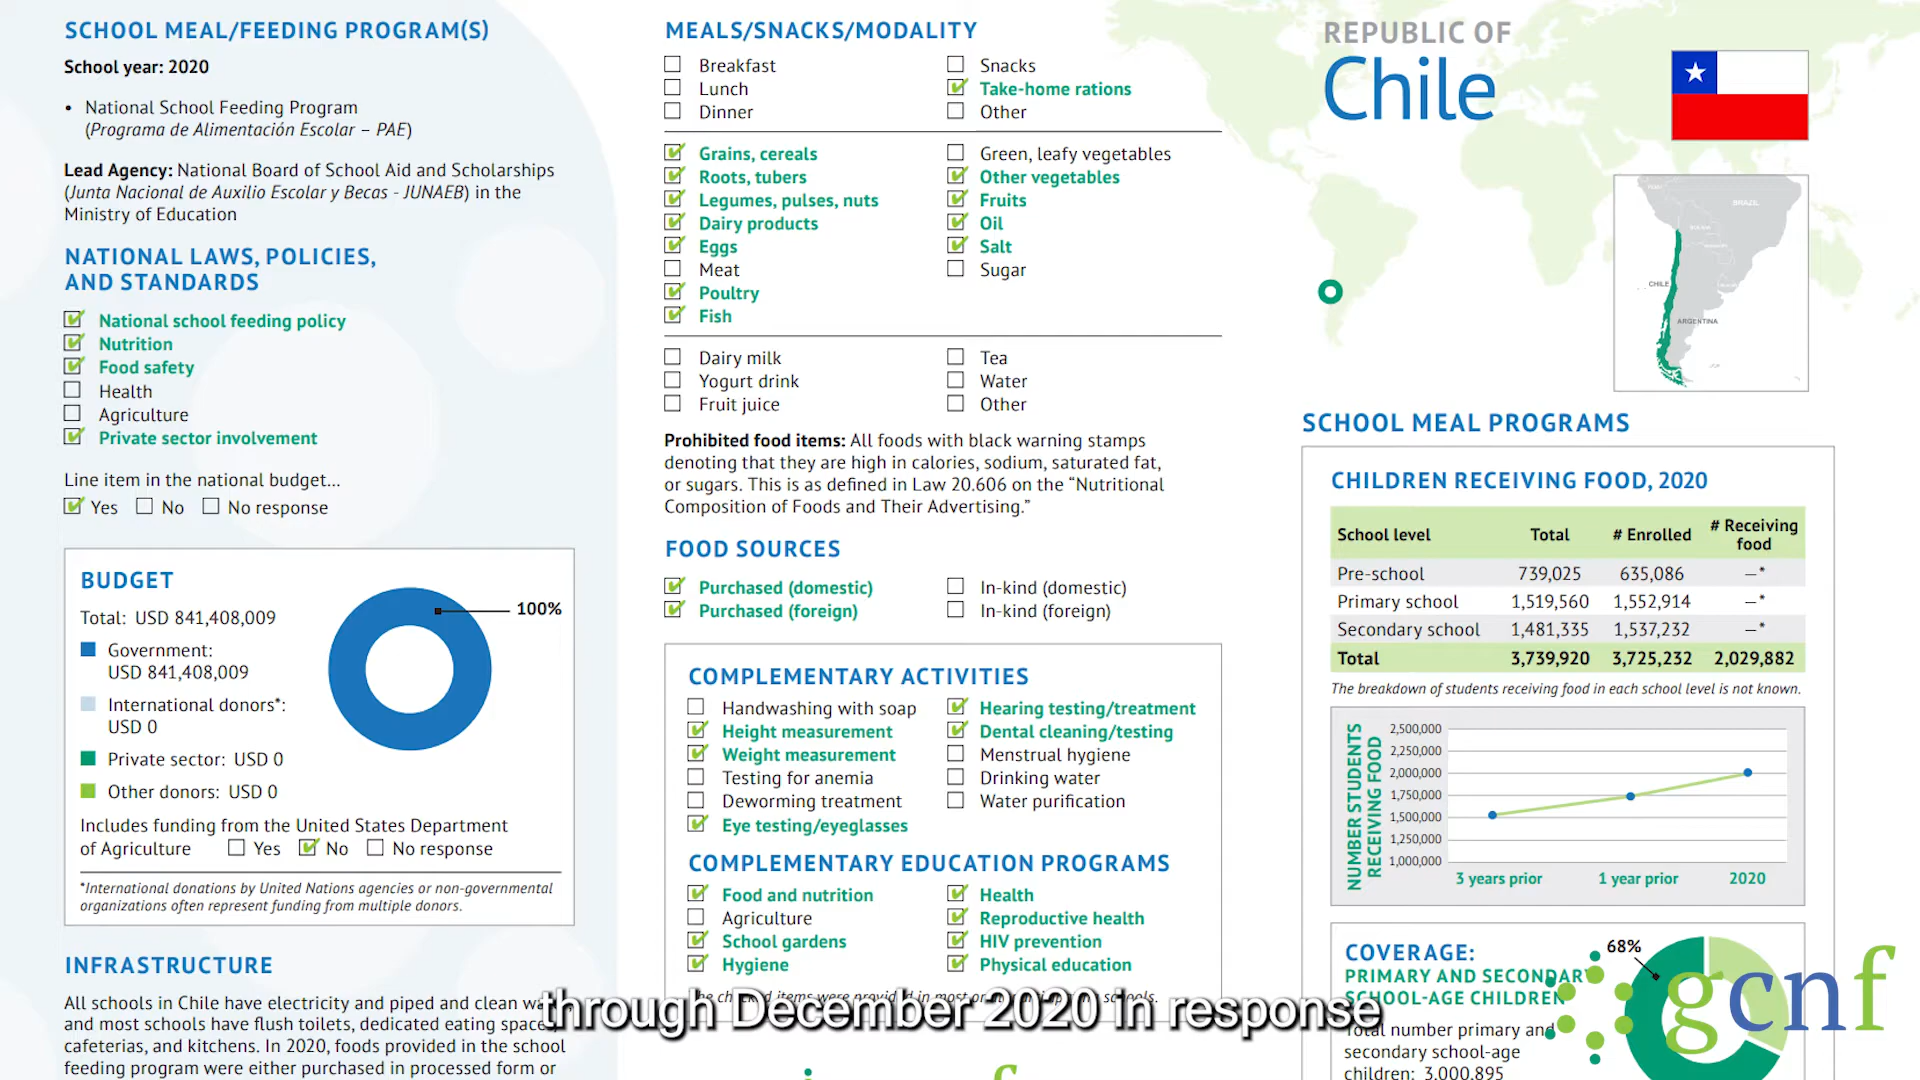 SCHOOL MEAL/FEEDING PROGRAM(S)
School year: 2020
• National School Feeding Program
(Programa de Alimentación Escolar – PAE)
Lead Agency: National Board of School Aid and Scholarships
(Junta Nacional de Auxilio Escolar y Becas - JUNAEB) in the
Ministry of Education
NATIONAL LAWS, POLICIES,
AND STANDARDS
National school feeding policy
Nutrition
Food safety
Health
Agriculture
Private sector involvement
Line item in the national budget...
Yes No No response
BUDGET
Total: USD 841,408,009
100%
Government:
USD 841,408,009
International donors*:
USD 0
Private sector: USD 0
Other donors: USD 0
Includes funding from the United States Department
of Agriculture Yes No No response
*International donations by United Nations agencies or non-governmental
organizations often represent funding from multiple donors.
INFRASTRUCTURE
All schools in Chile have electricity and piped and clean
and most schools have flush toilets, dedicated eating
cafeterias, and kitchens. In 2020, foods provided in the school
feeding program were either purchased in processed form or
MEALS/SNACKS/MODALITY
Breakfast Snacks
Lunch Take-home rations
Dinner Other
Grains, cereals Green, leafy vegetables
Roots, tubers Other vegetables
Legumes, pulses, nuts Fruits
Dairy products Oil
Eggs Salt
Meat Sugar
Poultry
Fish
Dairy milk Tea
Yogurt drink Water
Fruit juice Other
Prohibited food items: All foods with black warning stamps
denoting that they are high in calories, sodium, saturated fat,
or sugars. This is as defined in Law 20.606 on the “Nutritional
Composition of Foods and Their Advertising.”
FOOD SOURCES
Purchased (domestic) In-kind (domestic)
Purchased (foreign) In-kind (foreign)
COMPLEMENTARY ACTIVITIES
Handwashing with soap Hearing testing/treatment
Height measurement Dental cleaning/testing
Weight measurement Menstrual hygiene
Testing for anemia Drinking water
Deworming treatment Water purification
Eye testing/eyeglasses
COMPLEMENTARY EDUCATION PROGRAMS
Food and nutrition Health
Agriculture Reproductive health
School gardens HIV prevention
Hygiene Physical education
through December 2020 in response
REPUBLIC OF
Chile
BRAZIL
CHILE
ARGENTINA
SCHOOL MEAL PROGRAMS
CHILDREN RECEIVING FOOD, 2020
School level Total # Enrolled # Receiving food
Pre-school 739,025 635,086 –*
Primary school 1,519,560 1,552,914 –*
Secondary school 1,481,335 1,537,232 –*
Total 3,739,920 3,725,232 2,029,882
The breakdown of students receiving food in each school level is not known.
NUMBER STUDENTS
RECEIVING FOOD
2,500,000
2,250,000
2,000,000
1,750,000
1,500,000
1,250,000
1,000,000
3 years prior 1 year prior 2020
COVERAGE:
PRIMARY AND SECONDARY
SCHOOL-AGE CHILDREN
68%
Total number primary and
secondary school-age
children: 3,000,895
gcnf